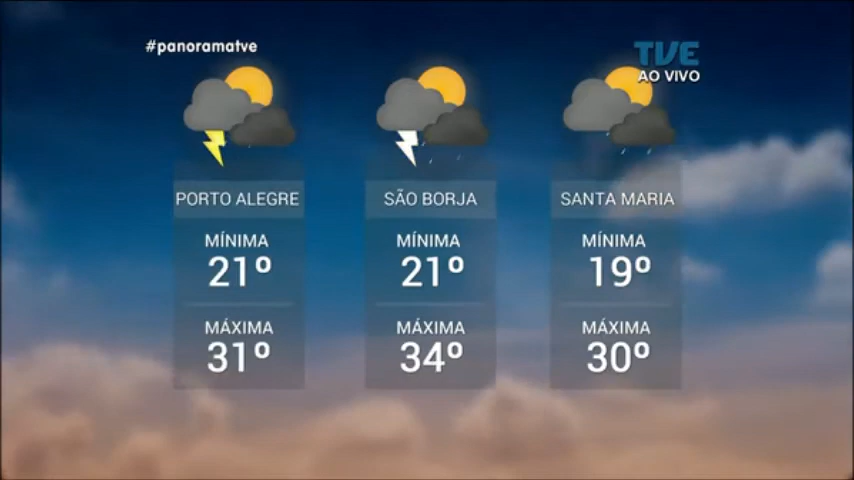 #panoramatve
TVE
AO VIVO
PORTO ALEGRE
MÍNIMA
21º
MÁXIMA
31º
SÃO BORJA
MÍNIMA
21º
MÁXIMA
34º
SANTA MARIA
MÍNIMA
19º
MÁXIMA
30º